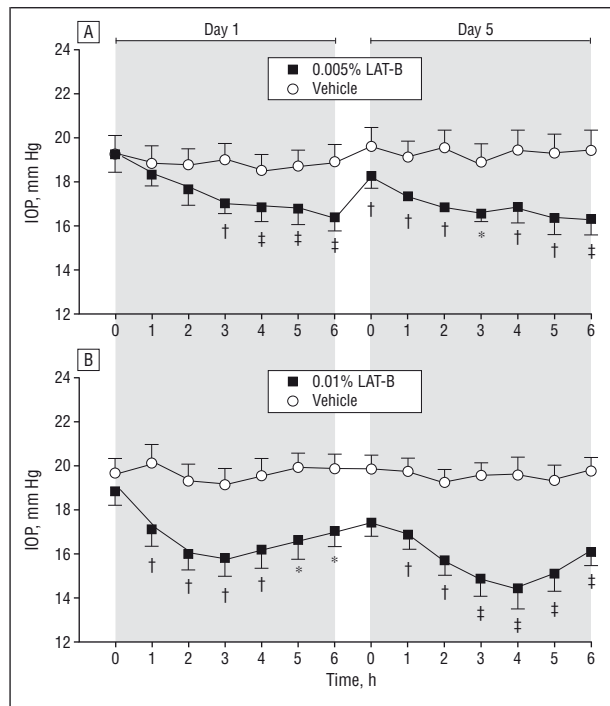 A
Day 1 Day 5
24
22
20
18
16
14
12
IOP, mm Hg
0.005% LAT-B
Vehicle
† ‡ ‡ ‡ † † † * † † ‡
0 1 2 3 4 5 6 0 1 2 3 4 5 6
B
24
22
20
18
16
14
12
IOP, mm Hg
0.01% LAT-B
Vehicle
† † † † * * † † ‡ ‡ ‡ ‡
0 1 2 3 4 5 6 0 1 2 3 4 5 6
Time, h